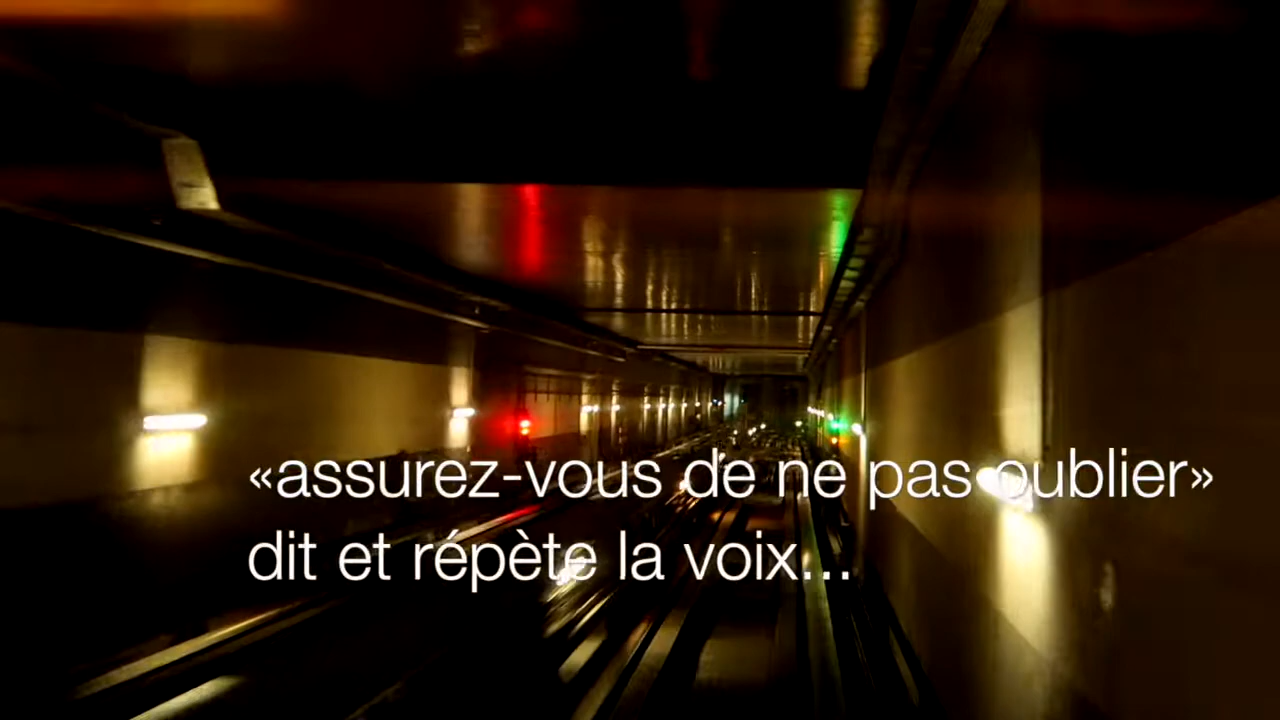 «assurez-vous de ne pas oublier»
dit et répète la voix...